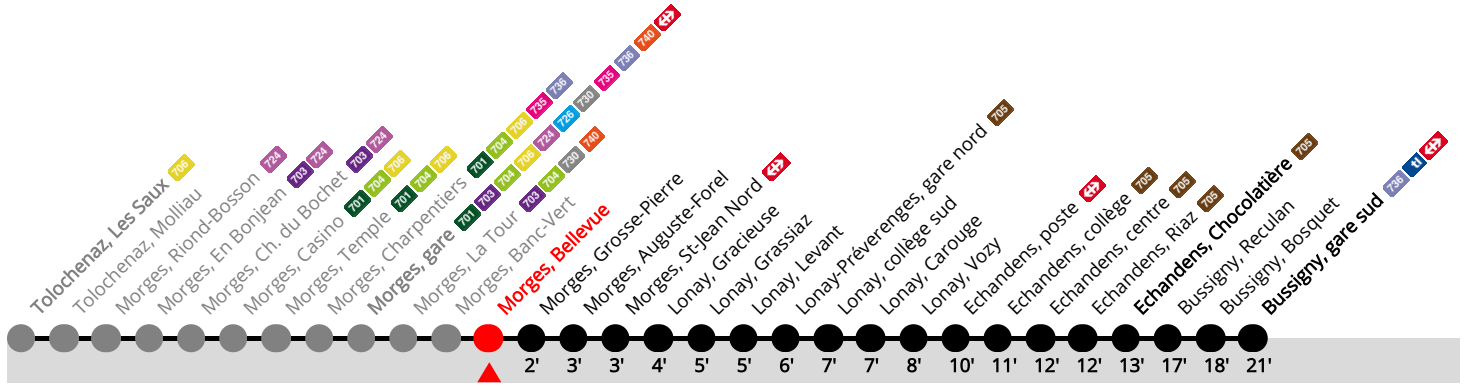 Tolochenaz, Les Saux 706
Tolochenaz, Molliau
Morges, Riond-Bosson 724
Morges, En Bonjean 703 724
Morges, Ch. du Bochet 703 724
Morges, Casino 701 704 706
Morges, Temple 701 704 706
Morges, Charpentiers 701 704 706 735 736
Morges, gare 701 703 704 706 724 726 730 735 736 740
Morges, La Tour 703 704 730 740
Morges, Banc-Vert
Morges, Bellevue
Morges, Grosse-Pierre
Morges, Auguste-Forel
Morges, St-Jean Nord
Lonay, Gracieuse
Lonay, Grassiaz
Lonay, Levant
Lonay-Préverenges, gare nord 705
Lonay, collège sud
Lonay, Carouge
Lonay, Vozy
Echandens, poste
Echandens, collège 705
Echandens, centre 705
Echandens, Riaz 705
Echandens, Chocolatière 705
Bussigny, Reculan
Bussigny, Bosquet
Bussigny, gare sud 736 tl
2' 3' 3' 4' 5' 5' 6' 7' 7' 8' 10' 11' 12' 12' 13' 17' 18' 21'